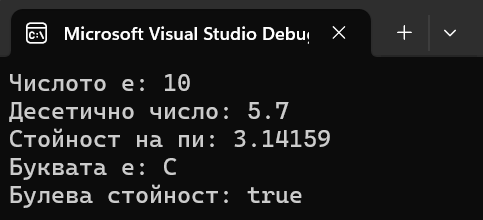 Microsoft Visual Studio Debu
Числото е: 10
Десетично число: 5.7
Стойност на пи: 3.14159
Буквата е: C
Булева стойност: true